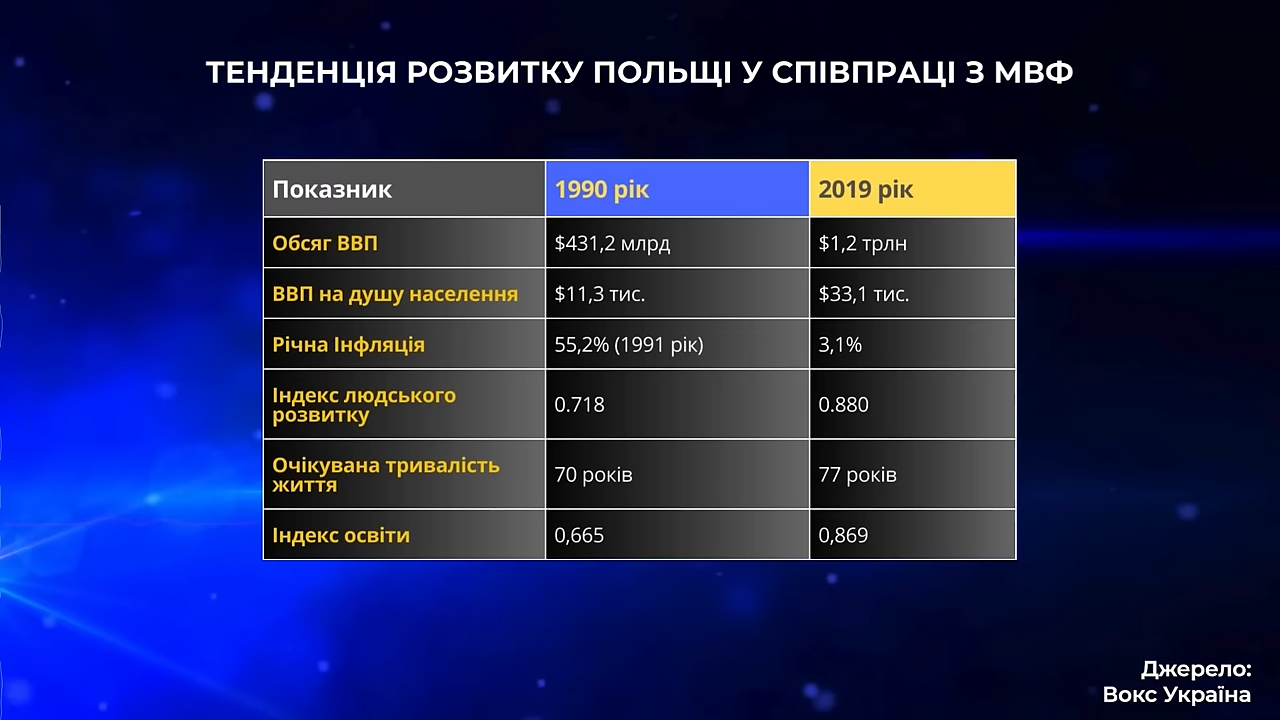 ТЕНДЕНЦІЯ РОЗВИТКУ ПОЛЬЩІ У СПІВПРАЦІ З МВФ
Показник 1990 рік 2019 рік
Обсяг ВВП $431,2 млрд $1,2 трлн
ВВП на душу населення $11,3 тис. $33,1 тис.
Річна Інфляція 55,2% (1991 рік) 3,1%
Індекс людського
розвитку 0.718 0.880
Очікувана тривалість
життя 70 років 77 років
Індекс освіти 0,665 0,869
Джерело:
Вокс Україна